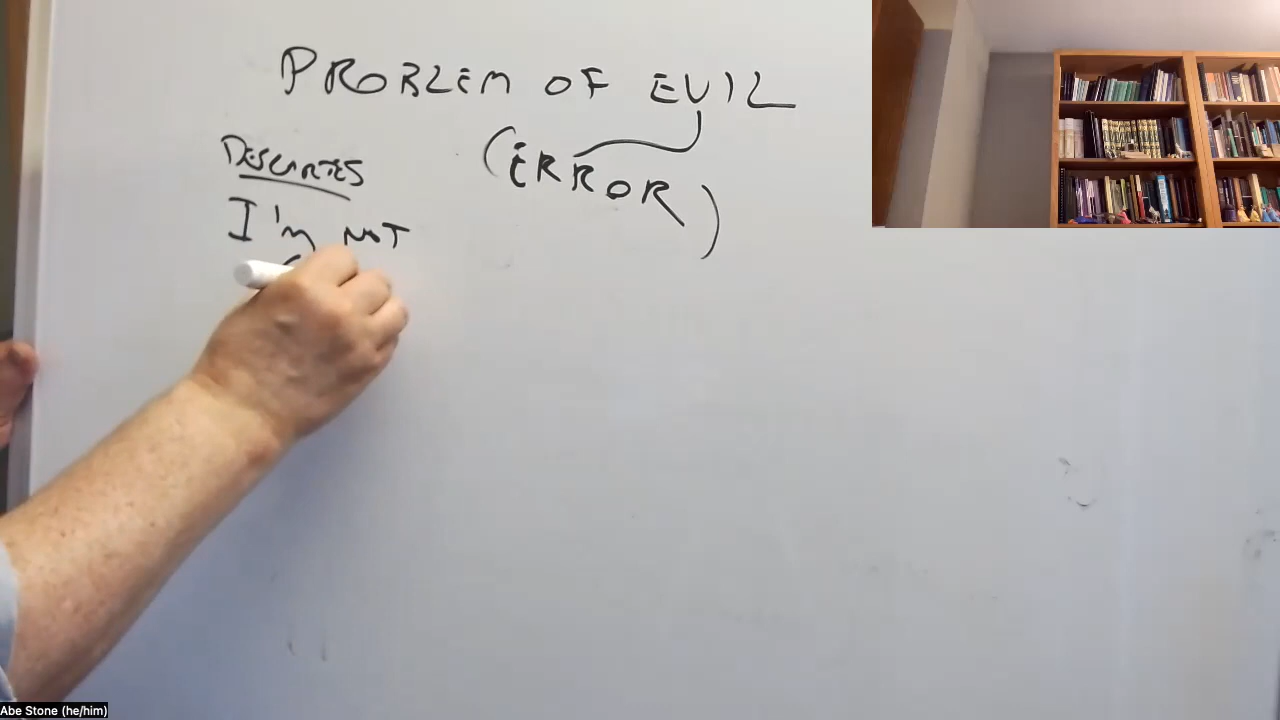 PROBLEM OF EVIL
(ERROR)
DESCARTES
I'm NOT
Abe Stone (he/him)